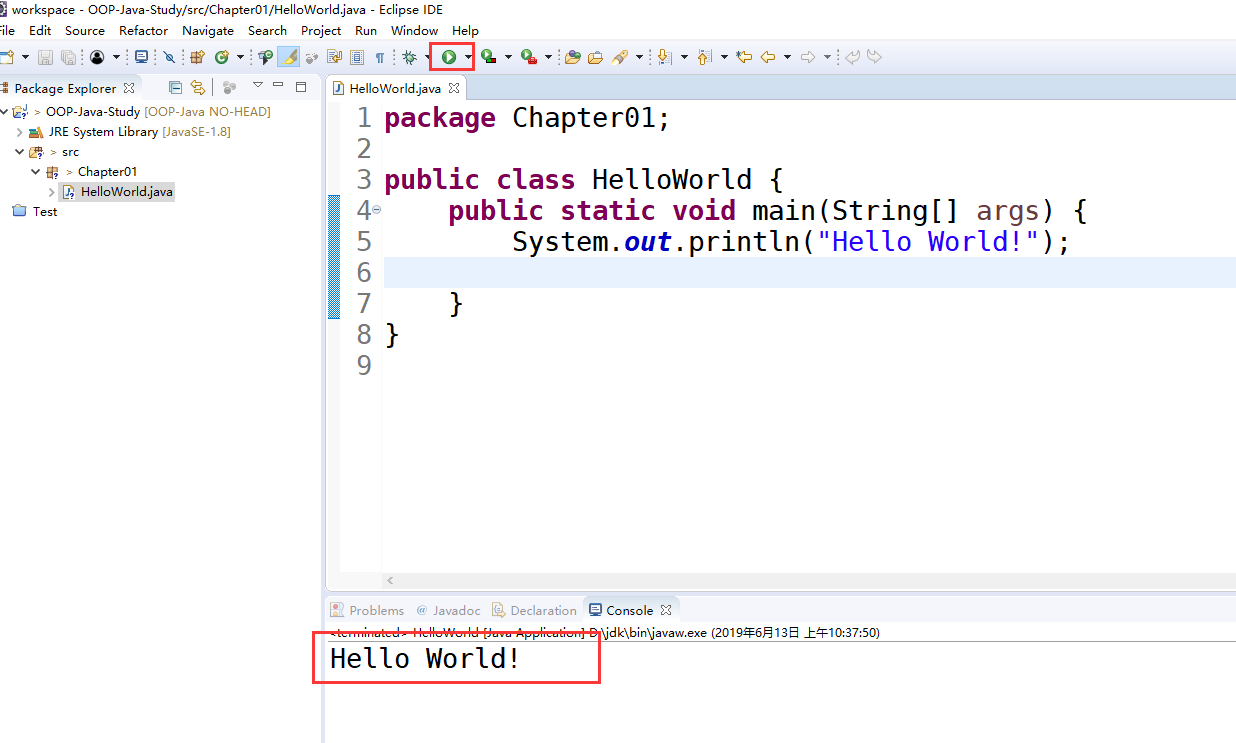 workspace - OOP-Java-Study/src/Chapter01/HelloWorld.java - Eclipse IDE
File Edit Source Refactor Navigate Search Project Run Window Help
Package Explorer
> OOP-Java-Study [OOP-Java NO-HEAD]
JRE System Library [JavaSE-1.8]
> src
> Chapter01
HelloWorld.java
Test
HelloWorld.java
1 package Chapter01;
2
3 public class HelloWorld {
4 public static void main(String[] args) {
5 System.out.println("Hello World!");
6
7 }
8 }
9
Problems @ Javadoc Declaration Console
<terminated> HelloWorld [Java Application] D:\jdk\bin\javaw.exe (2019年6月13日 上午10:37:50)
Hello World!